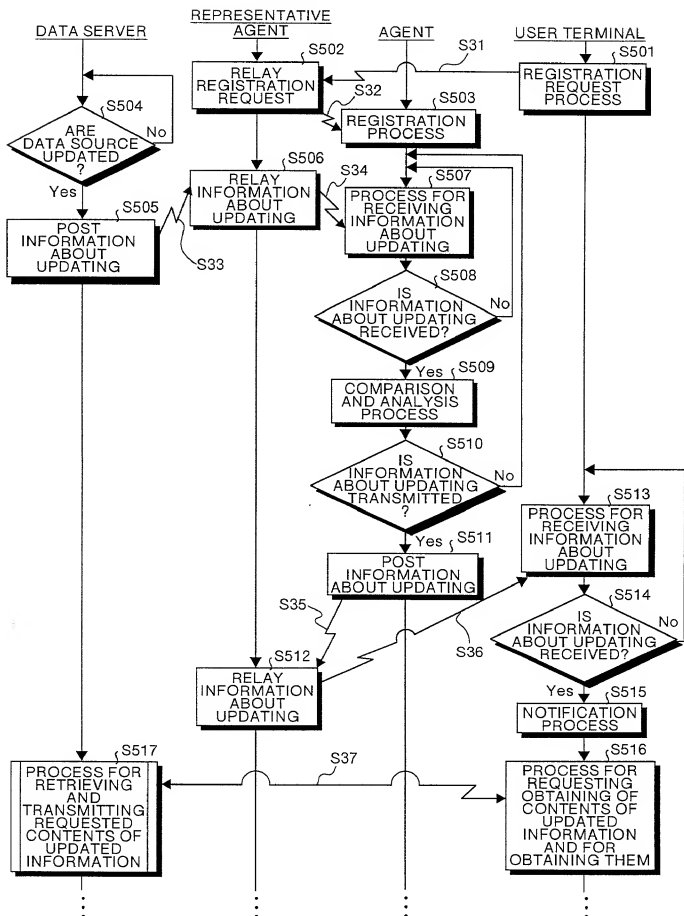 DATA SERVER
REPRESENTATIVE
AGENT
AGENT
USER TERMINAL
S502
RELAY
REGISTRATION
REQUEST
S31
S501
REGISTRATION
REQUEST
PROCESS
S32
S503
REGISTRATION
PROCESS
S504
ARE
DATA SOURCE
UPDATED
?
No
Yes
S505
POST
INFORMATION
ABOUT
UPDATING
S33
S506
RELAY
INFORMATION
ABOUT
UPDATING
S34
S507
PROCESS FOR
RECEIVING
INFORMATION
ABOUT
UPDATING
S508
IS
INFORMATION
ABOUT UPDATING
RECEIVED?
No
Yes
S509
COMPARISON
AND ANALYSIS
PROCESS
S510
IS
INFORMATION
ABOUT UPDATING
TRANSMITTED
?
No
Yes
S511
POST
INFORMATION
ABOUT UPDATING
S35
S36
S512
RELAY
INFORMATION
ABOUT
UPDATING
S513
PROCESS FOR
RECEIVING
INFORMATION
ABOUT
UPDATING
S514
IS
INFORMATION
ABOUT UPDATING
RECEIVED?
No
Yes
S515
NOTIFICATION
PROCESS
S516
PROCESS FOR
REQUESTING
OBTAINING OF
CONTENTS OF
UPDATED
INFORMATION
AND FOR
OBTAINING THEM
S37
S517
PROCESS FOR
RETRIEVING
AND
TRANSMITTING
REQUESTED
CONTENTS OF
UPDATED
INFORMATION